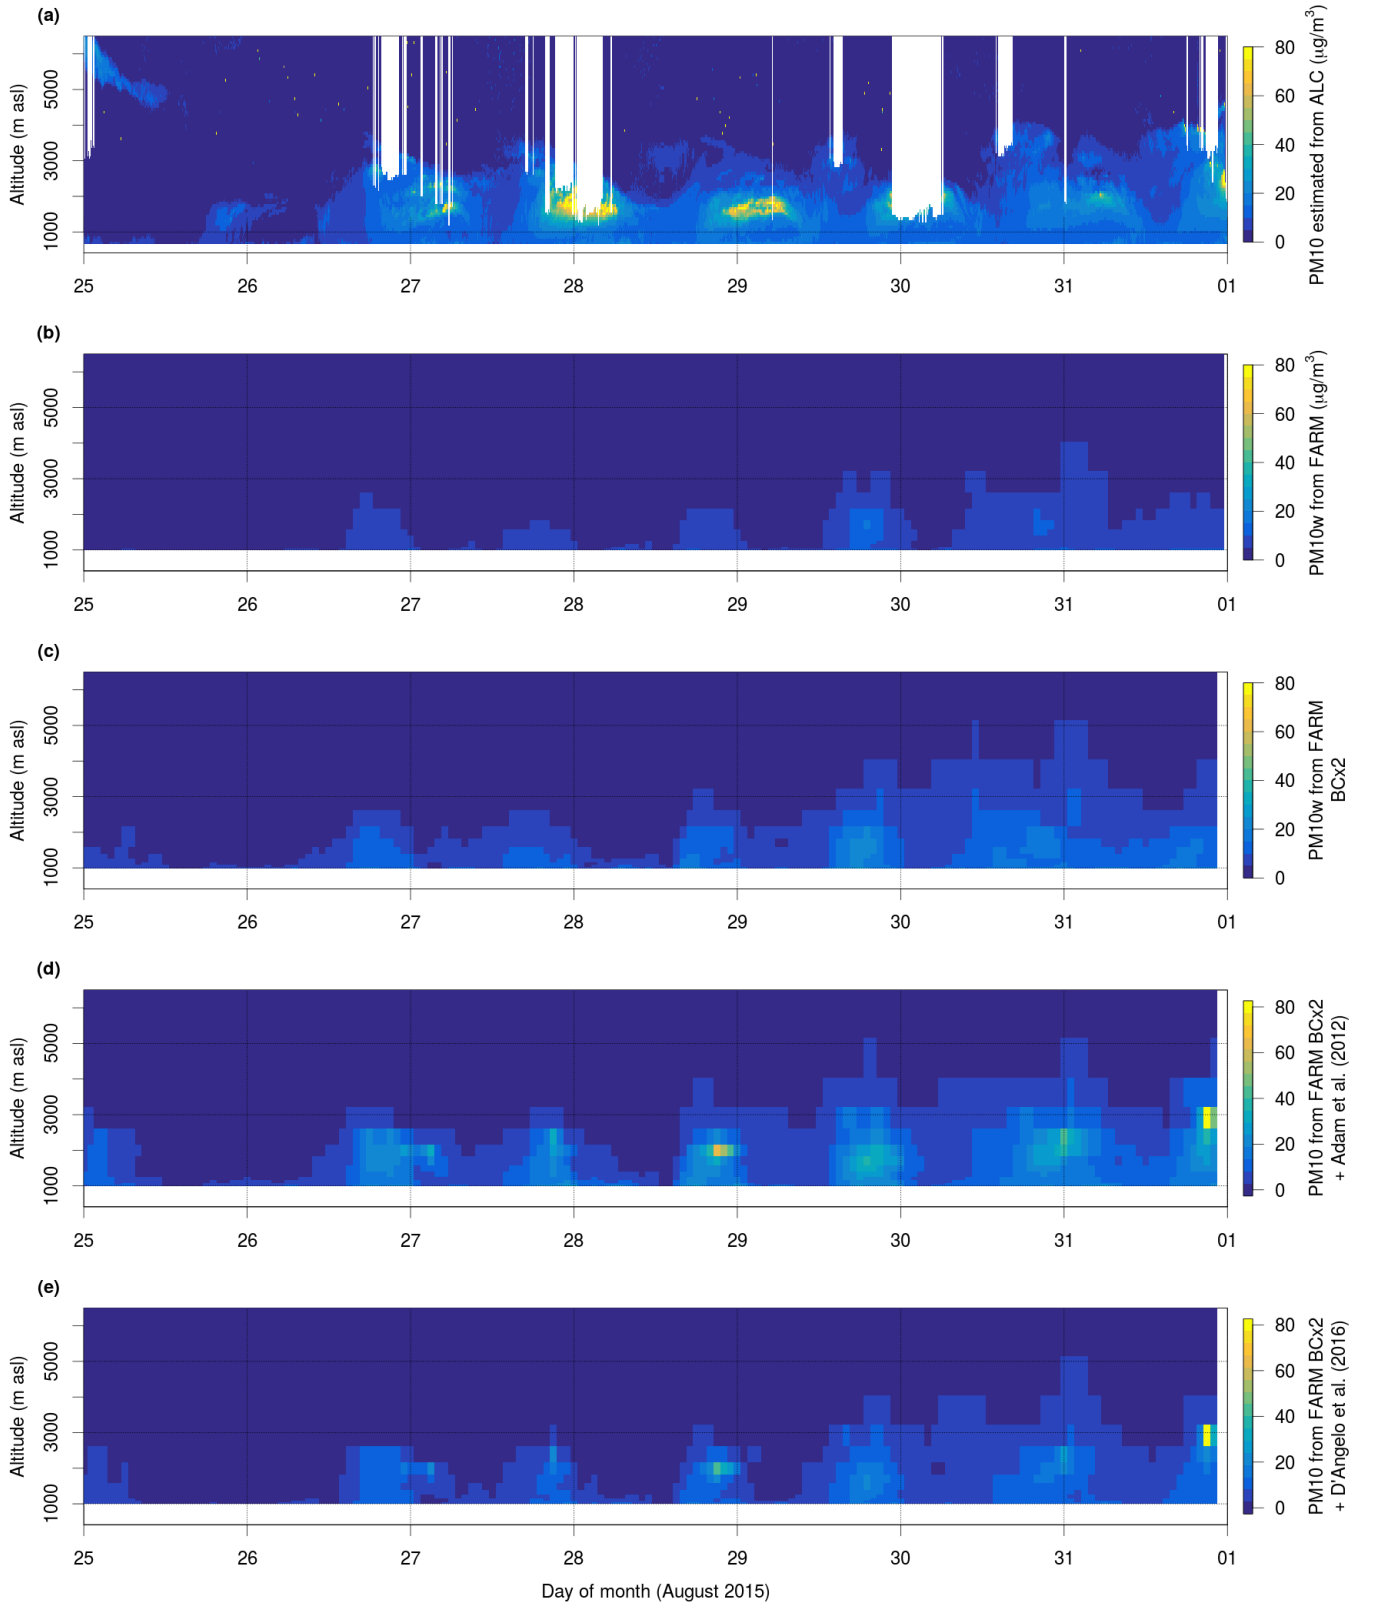 (a)
Altitude (m asl)
1000 3000 5000
25 26 27 28 29 30 31 01
0 20 40 60 80
PM10 estimated from ALC (μg/m³)
(b)
Altitude (m asl)
1000 3000 5000
25 26 27 28 29 30 31 01
0 20 40 60 80
PM10w from FARM (μg/m³)
(c)
Altitude (m asl)
1000 3000 5000
25 26 27 28 29 30 31 01
0 20 40 60 80
PM10w from FARM
BCx2
(d)
Altitude (m asl)
1000 3000 5000
25 26 27 28 29 30 31 01
0 20 40 60 80
PM10 from FARM BCx2
+ Adam et al. (2012)
(e)
Altitude (m asl)
1000 3000 5000
25 26 27 28 29 30 31 01
0 20 40 60 80
PM10 from FARM BCx2
+ D'Angelo et al. (2016)
Day of month (August 2015)